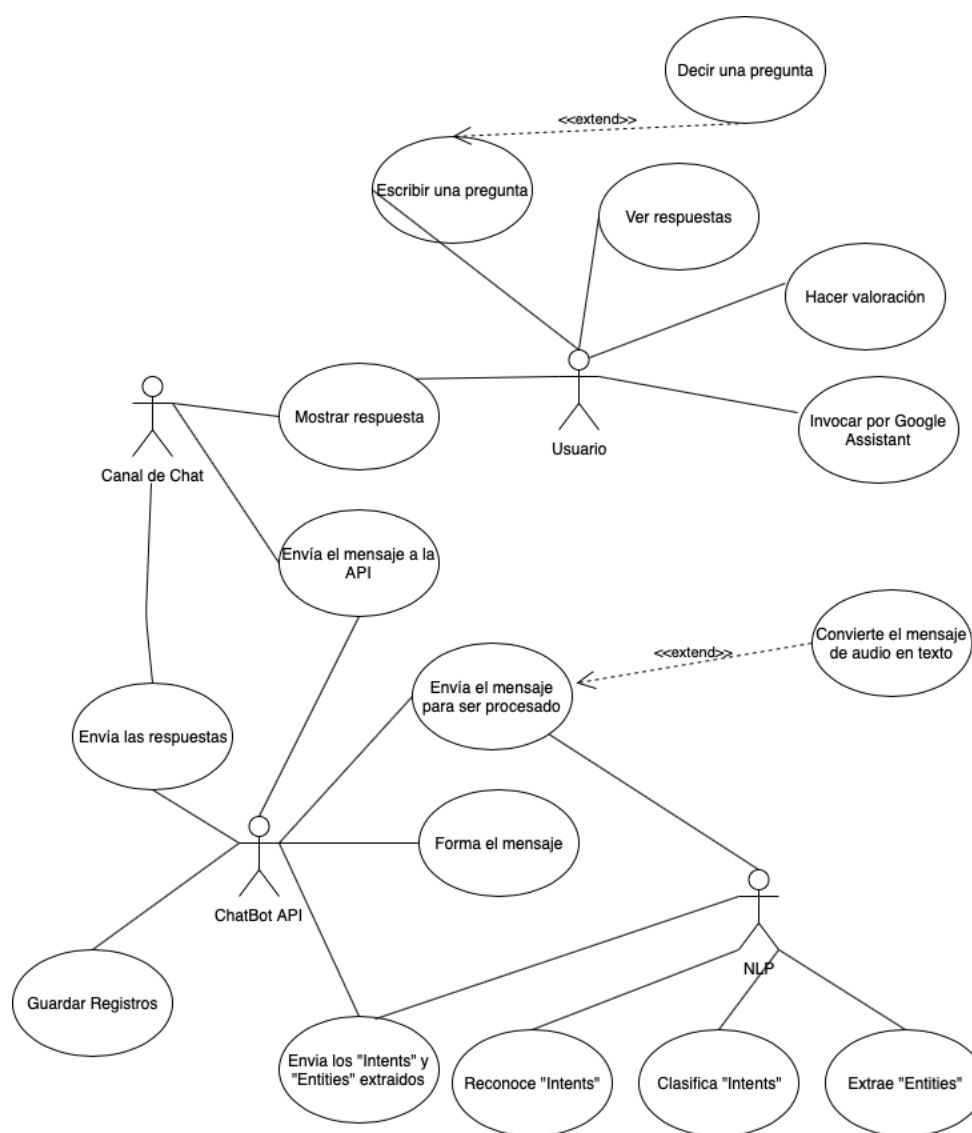 Decir una pregunta
<<extend>>
Escribir una pregunta
Ver respuestas
Hacer valoración
Mostrar respuesta
Invocar por Google
Assistant
Usuario
Canal de Chat
Envía el mensaje a la
API
Convierte el mensaje
de audio en texto
<<extend>>
Envía el mensaje
para ser procesado
Envía las respuestas
Forma el mensaje
ChatBot API
NLP
Guardar Registros
Envia los "Intents" y
"Entities" extraidos
Reconoce "Intents"
Clasifica "Intents"
Extrae "Entities"